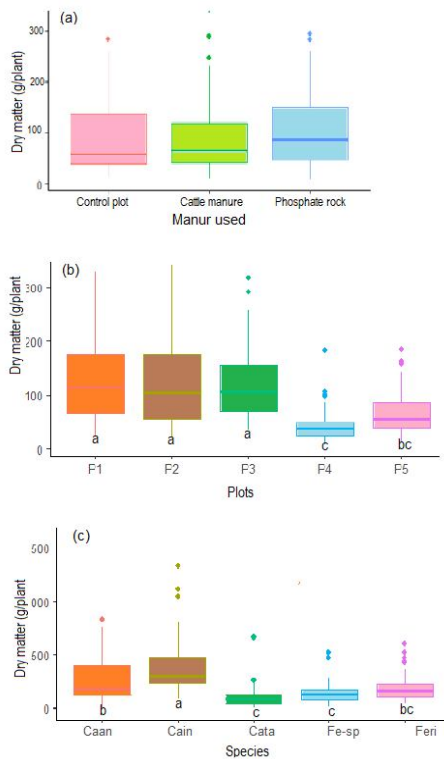 (a)
Dry matter (g/plant)
300
200
100
0
Control plot Cattle manure Phosphate rock
Manur used
(b)
Dry matter (g/plant
300
200
100
0
a a a c bc
F1 F2 F3 F4 F5
Plots
(c)
Dry matter (g/plant
500
000
500
0
b a c c bc
Caan Cain Cata Fe-sp Feri
Species